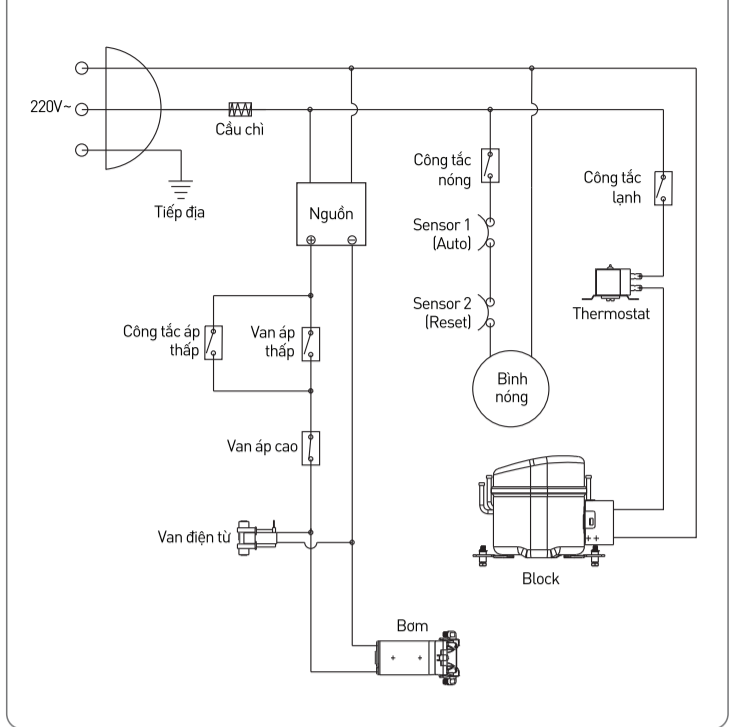 220V~
Cầu chì
Tiếp địa
Nguồn
Công tắc
nóng
Công tắc
lạnh
Sensor 1
(Auto)
Sensor 2
(Reset)
Thermostat
Công tắc áp
thấp
Van áp
thấp
Bình
nóng
Van áp cao
Van điện từ
Block
Bơm